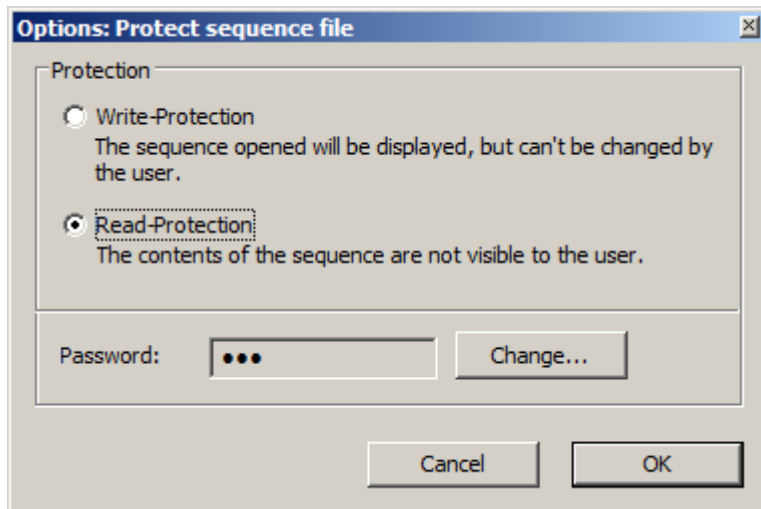 Options: Protect sequence file
Protection
Write-Protection
The sequence opened will be displayed, but can't be changed by
the user.
Read-Protection
The contents of the sequence are not visible to the user.
Password: ●●● Change...
Cancel OK